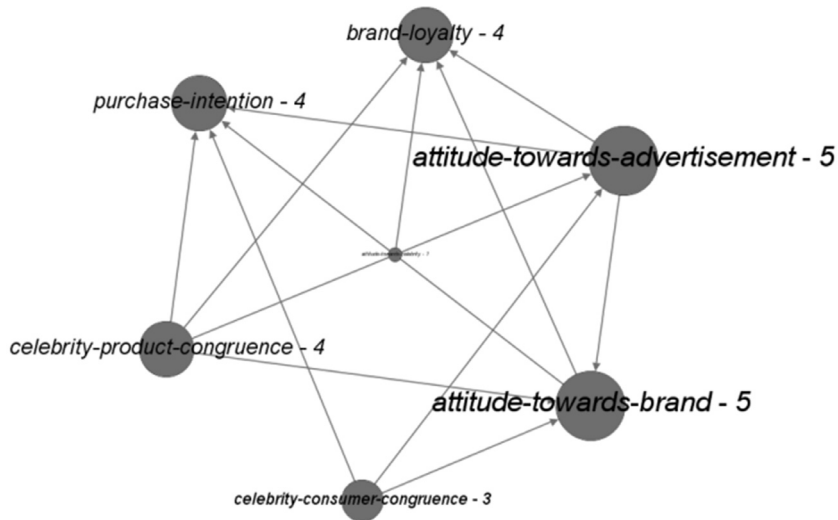 brand-loyalty - 4
purchase-intention - 4
attitude-towards-advertisement - 5
celebrity-product-congruence - 4
attitude-towards-brand - 5
celebrity-consumer-congruence - 3